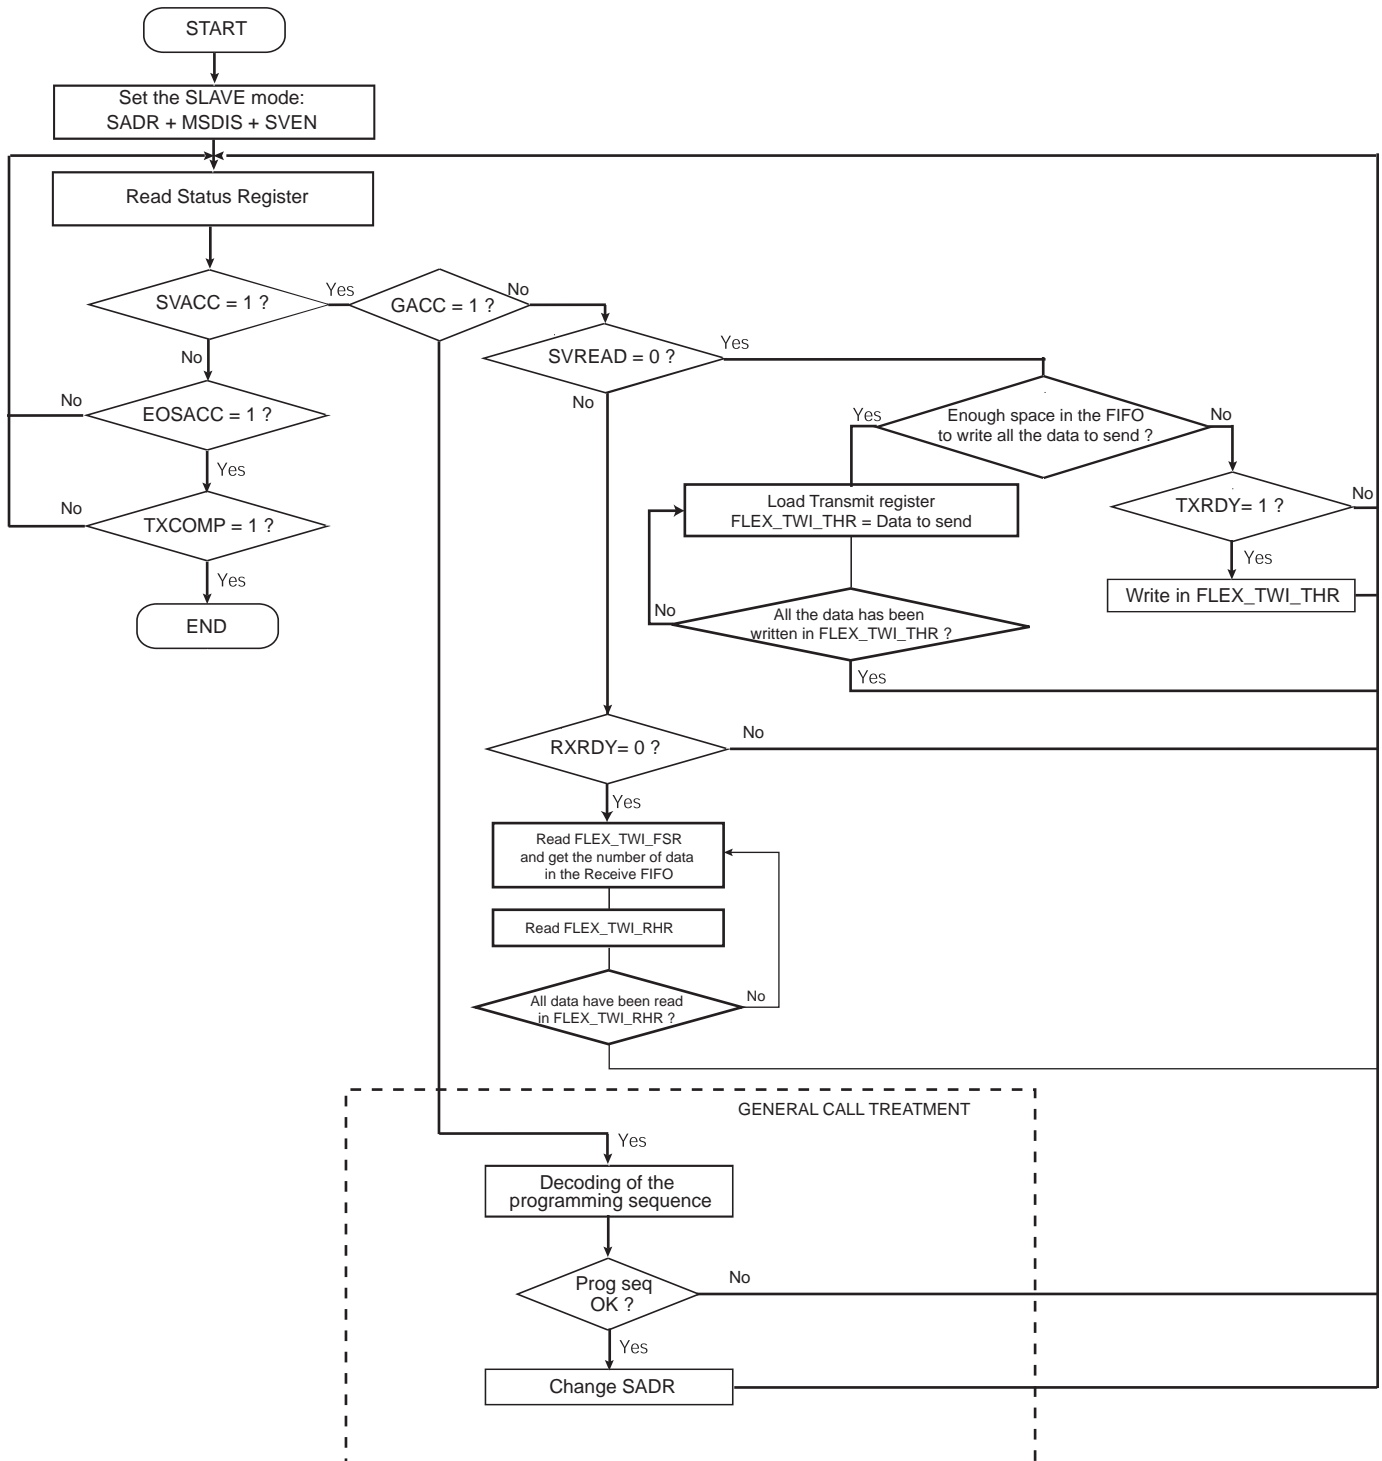 START
Set the SLAVE mode:
SADR + MSDIS + SVEN
Read Status Register
SVACC = 1 ?
Yes
GACC = 1 ?
No
SVREAD = 0 ?
Yes
No
No
EOSACC = 1 ?
Yes
No
TXCOMP = 1 ?
Yes
END
Enough space in the FIFO
to write all the data to send ?
Yes
No
Load Transmit register
FLEX_TWI_THR = Data to send
TXRDY= 1 ?
No
Yes
Write in FLEX_TWI_THR
No
All the data has been
written in FLEX_TWI_THR ?
Yes
No
RXRDY= 0 ?
No
Yes
Read FLEX_TWI_FSR
and get the number of data
in the Receive FIFO
Read FLEX_TWI_RHR
All data have been read
in FLEX_TWI_RHR ?
No
GENERAL CALL TREATMENT
Yes
Decoding of the
programming sequence
Prog seq
OK ?
No
Yes
Change SADR